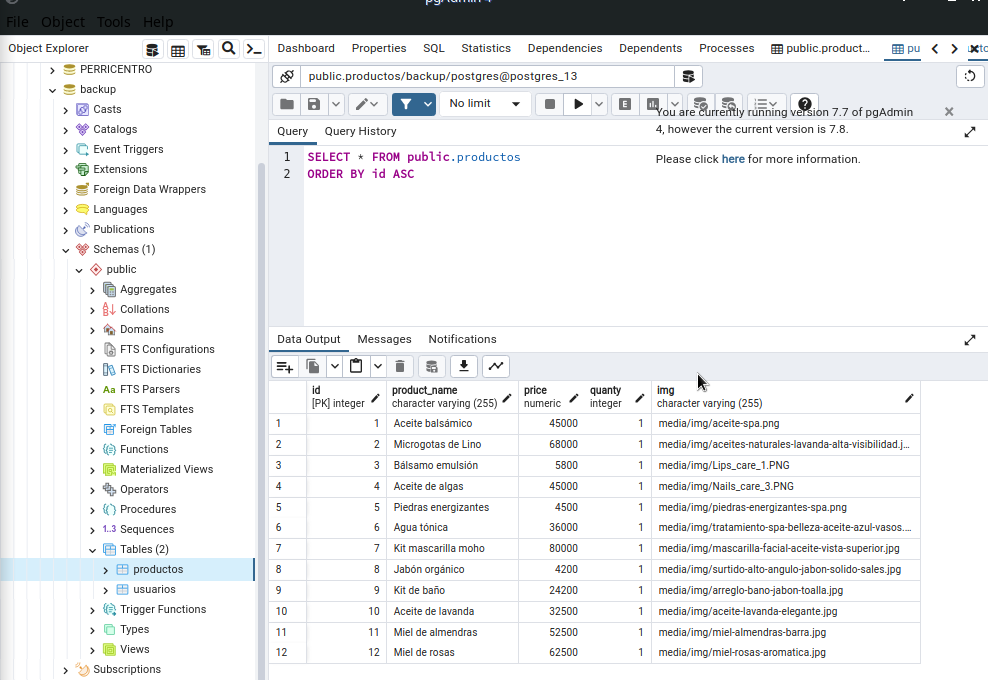 pgAdmin 4
File Object Tools Help
Object Explorer
PERRICENTRO
backup
Casts
Catalogs
Event Triggers
Extensions
Foreign Data Wrappers
Languages
Publications
Schemas (1)
public
Aggregates
Collations
Domains
FTS Configurations
FTS Dictionaries
Aa FTS Parsers
FTS Templates
Foreign Tables
Functions
Materialized Views
Operators
Procedures
1..3 Sequences
Tables (2)
productos
usuarios
Trigger Functions
Types
Views
Subscriptions
Dashboard Properties SQL Statistics Dependencies Dependents Processes public.product... pu
public.productos/backup/postgres@postgres_13
No limit E
You are currently running version 7.7 of pgAdmin
4, however the current version is 7.8.
Please click here for more information.
Query Query History
1 SELECT * FROM public.productos
2 ORDER BY id ASC
Data Output Messages Notifications
id product_name price quanty img
[PK] integer character varying (255) numeric integer character varying (255)
1 1 Aceite balsámico 45000 1 media/img/aceite-spa.png
2 2 Microgotas de Lino 68000 1 media/img/aceites-naturales-lavanda-alta-visibilidad.j...
3 3 Bálsamo emulsión 5800 1 media/img/Lips_care_1.PNG
4 4 Aceite de algas 45000 1 media/img/Nails_care_3.PNG
5 5 Piedras energizantes 4500 1 media/img/piedras-energizantes-spa.png
6 6 Agua tónica 36000 1 media/img/tratamiento-spa-belleza-aceite-azul-vasos....
7 7 Kit mascarilla moho 80000 1 media/img/mascarilla-facial-aceite-vista-superior.jpg
8 8 Jabón orgánico 4200 1 media/img/surtido-alto-angulo-jabon-solido-sales.jpg
9 9 Kit de baño 24200 1 media/img/arreglo-bano-jabon-toalla.jpg
10 10 Aceite de lavanda 32500 1 media/img/aceite-lavanda-elegante.jpg
11 11 Miel de almendras 52500 1 media/img/miel-almendras-barra.jpg
12 12 Miel de rosas 62500 1 media/img/miel-rosas-aromatica.jpg